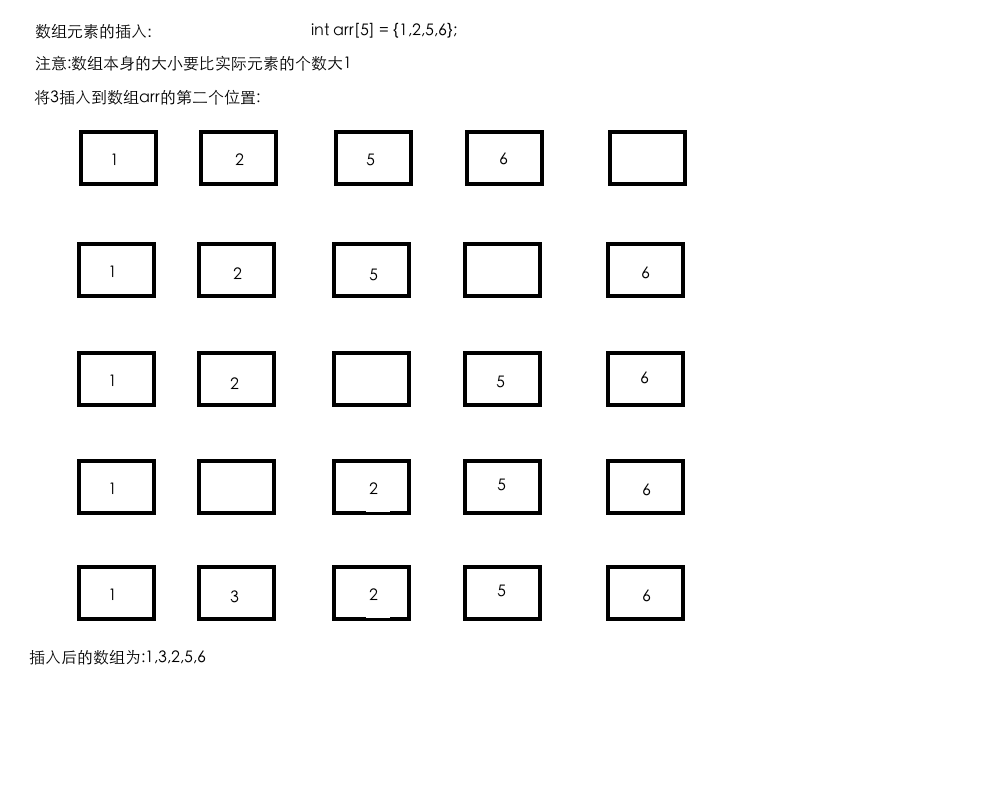 数组元素的插入: int arr[5] = {1,2,5,6};
注意:数组本身的大小要比实际元素的个数大1
将3插入到数组arr的第二个位置:
1 2 5 6
1 2 5 6
1 2 5 6
1 2 5 6
1 3 2 5 6
插入后的数组为:1,3,2,5,6